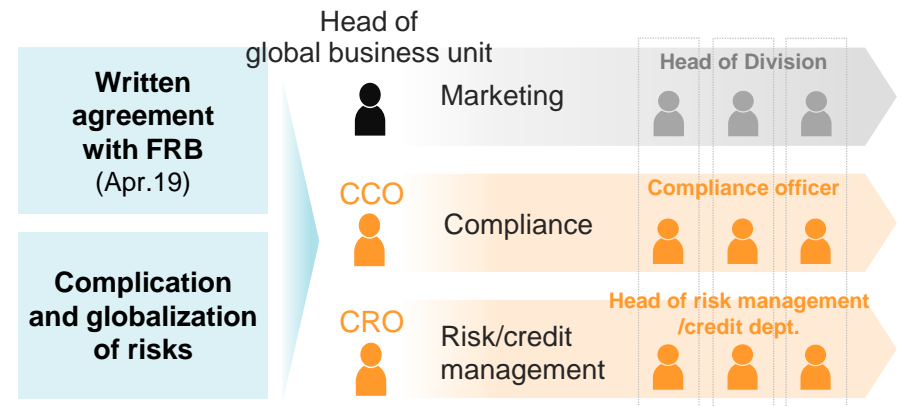 Written
agreement
with FRB
(Apr.19)
Complication
and globalization
of risks
Head of
global business unit
Marketing
Head of Division
CCO
Compliance
Compliance officer
CRO
Risk/credit
management
Head of risk management
/credit dept.